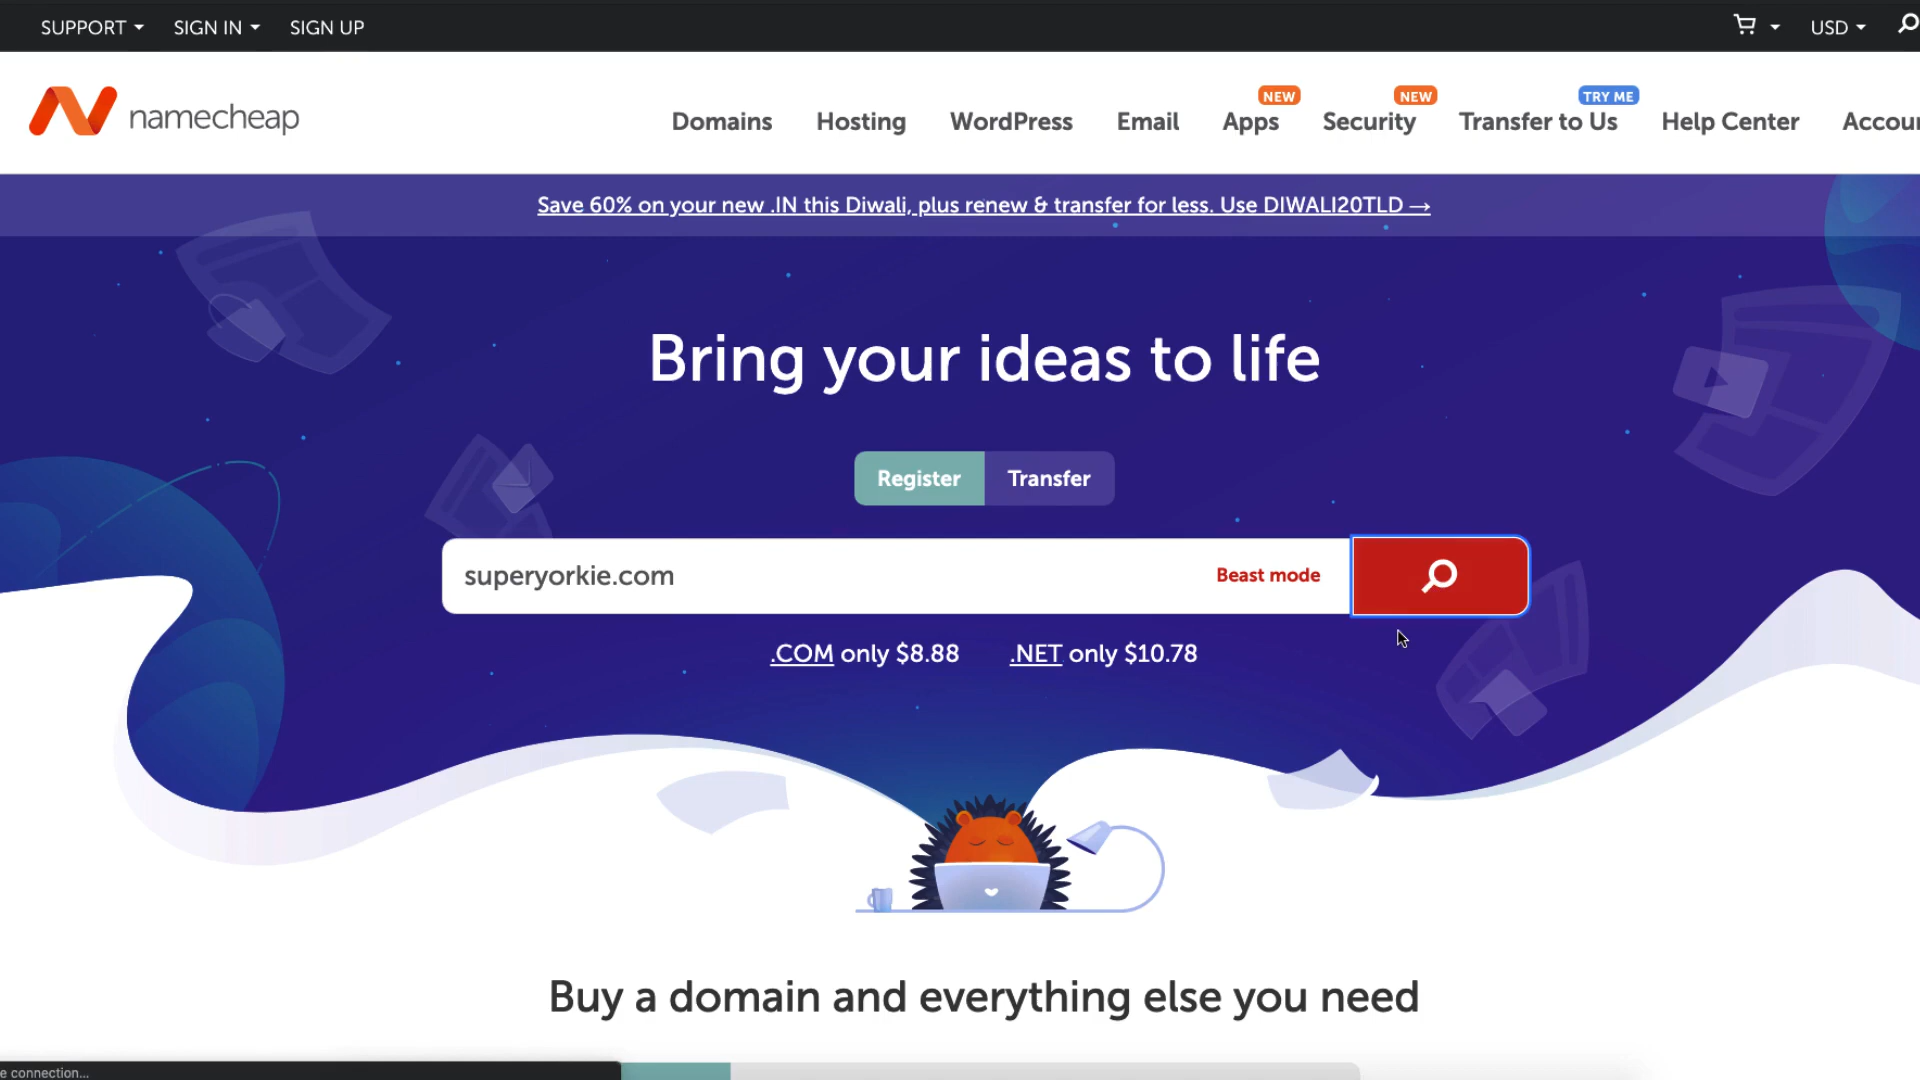 SUPPORT SIGN IN SIGN UP USD
namecheap
NEW NEW TRY ME
Domains Hosting WordPress Email Apps Security Transfer to Us Help Center Accou
Save 60% on your new .IN this Diwali, plus renew & transfer for less. Use DIWALI20TLD →
Bring your ideas to life
Register Transfer
superyorkie.com Beast mode
.COM only $8.88 .NET only $10.78
Buy a domain and everything else you need
e connection...